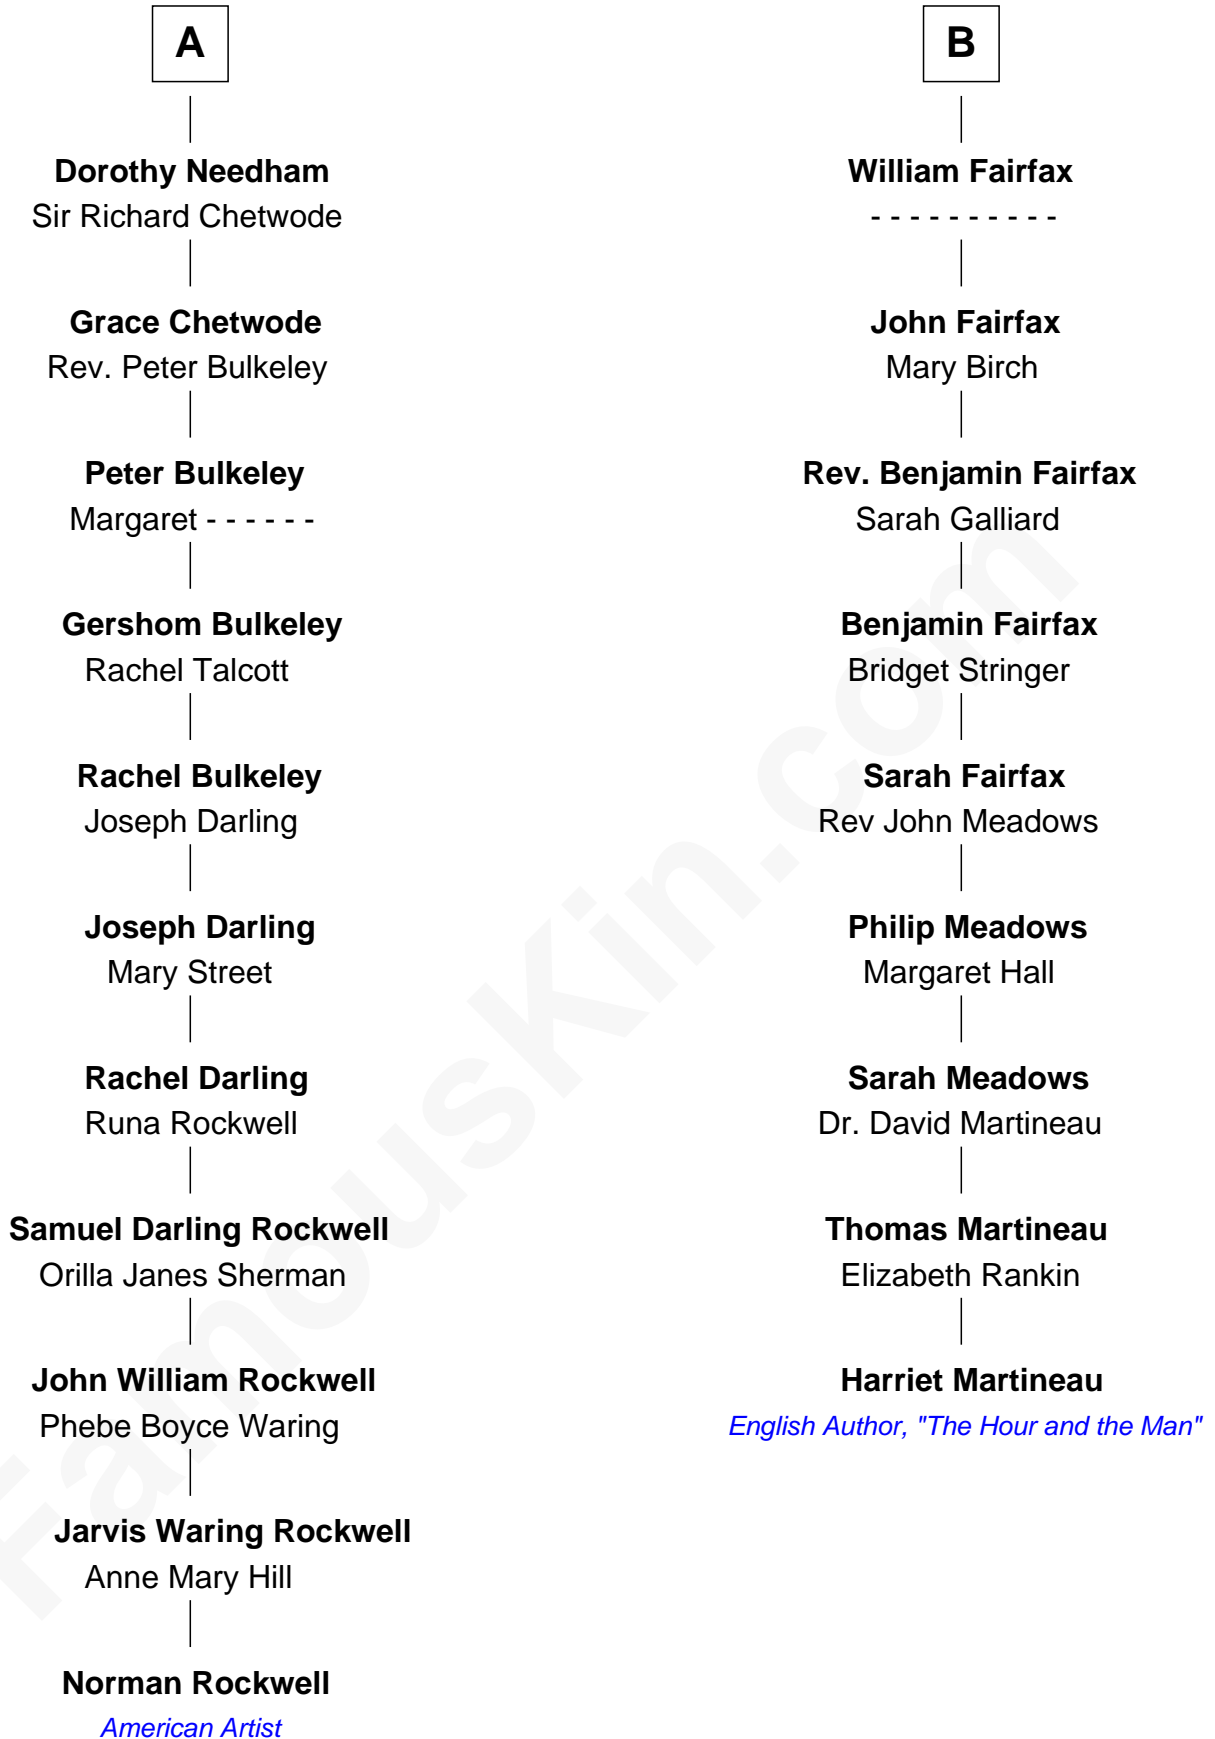 A
Dorothy Needham
Sir Richard Chetwode
Grace Chetwode
Rev. Peter Bulkeley
Peter Bulkeley
Margaret - - - - - -
Gershom Bulkeley
Rachel Talcott
Rachel Bulkeley
Joseph Darling
Joseph Darling
Mary Street
Rachel Darling
Runa Rockwell
Samuel Darling Rockwell
Orilla Janes Sherman
John William Rockwell
Phebe Boyce Waring
Jarvis Waring Rockwell
Anne Mary Hill
Norman Rockwell
American Artist
B
William Fairfax
- - - - - - - - - -
John Fairfax
Mary Birch
Rev. Benjamin Fairfax
Sarah Galliard
Benjamin Fairfax
Bridget Stringer
Sarah Fairfax
Rev John Meadows
Philip Meadows
Margaret Hall
Sarah Meadows
Dr. David Martineau
Thomas Martineau
Elizabeth Rankin
Harriet Martineau
English Author, "The Hour and the Man"
FamousKin.com